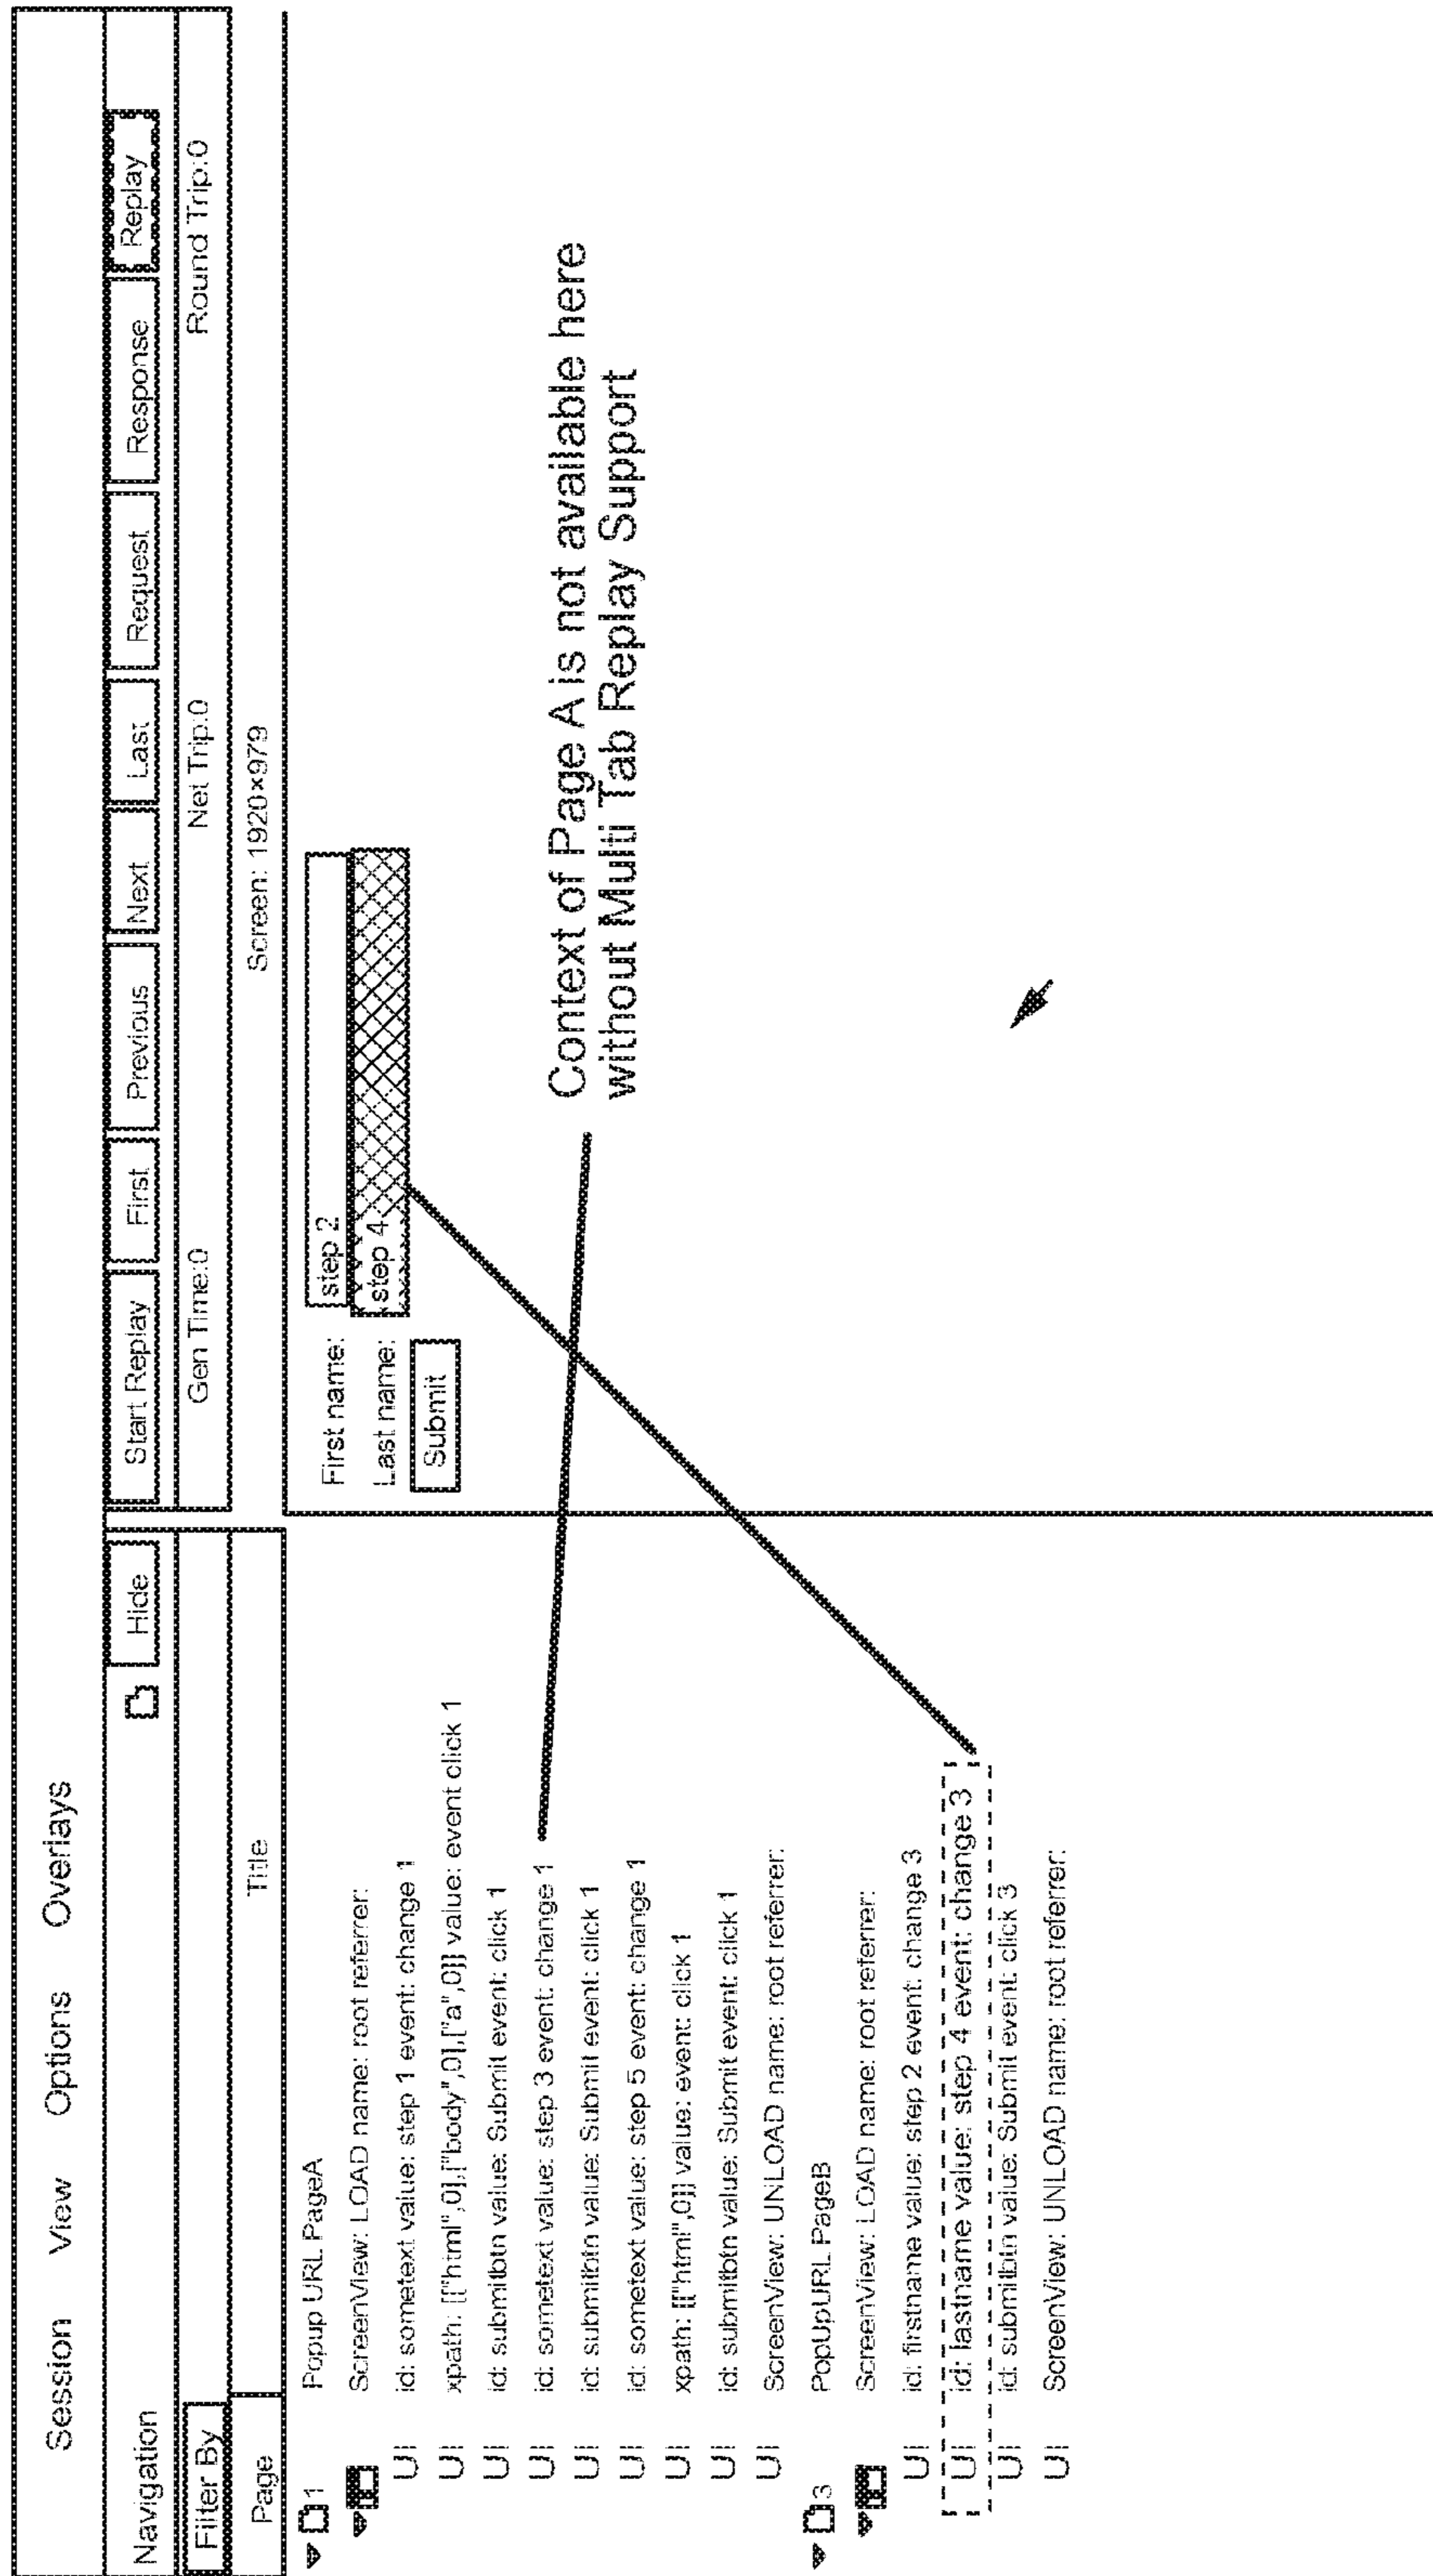 Session View Options Overlays
Navigation Hide
Start Replay First Previous Next Last Request Response Replay
Filter By
Gen Time:0 Net Trip:0 Round Trip:0
Page Title
Screen: 1920×979
1 Popup URL PageA
ScreenView: LOAD name: root referrer:
UI id: sometext value: step 1 event: change 1
UI xpath: [["html",0],["body",0],["a",0]] value: event click 1
UI id: submitbtn value: Submit event: click 1
UI id: sometext value: step 3 event: change 1
UI id: submitbtn value: Submit event: click 1
UI id: sometext value: step 5 event: change 1
UI xpath: [["html",0]] value: event: click 1
UI id: submitbtn value: Submit event: click 1
UI ScreenView: UNLOAD name: root referrer:
3 PopUpURL PageB
ScreenView: LOAD name: root referrer:
UI id: firstname value: step 2 event: change 3
UI id: lastname value: step 4 event: change 3
UI id: submitbtn value: Submit event: click 3
UI ScreenView: UNLOAD name: root referrer:
First name: step 2
Last name: step 4
Submit
Context of Page A is not available here
without Multi Tab Replay Support